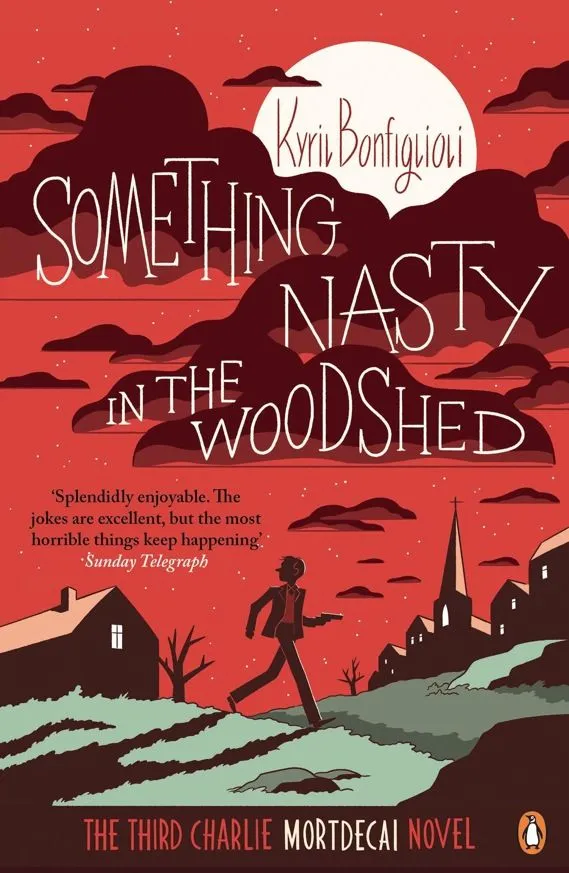 Kyril Bonfiglioli
SOMETHING
NASTY
IN THE
WOODSHED
‘Splendidly enjoyable. The
jokes are excellent, but the most
horrible things keep happening’
Sunday Telegraph
THE THIRD CHARLIE MORTDECAI NOVEL